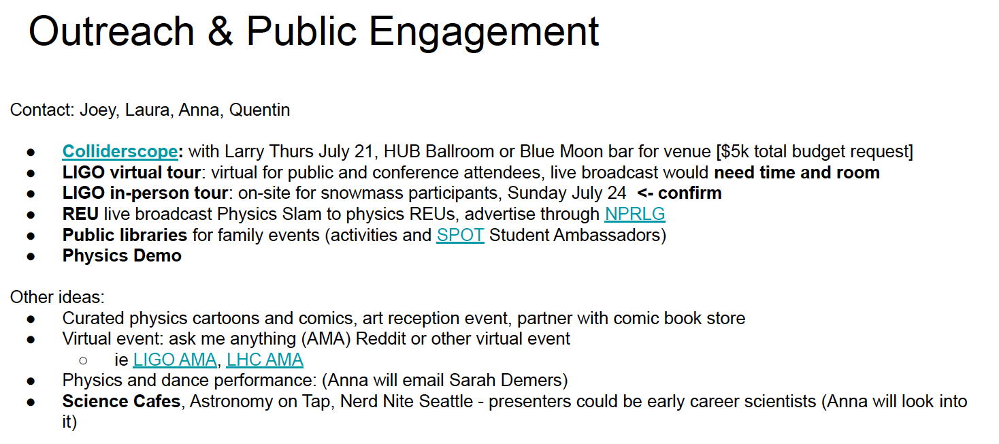 Outreach & Public Engagement
Contact: Joey, Laura, Anna, Quentin
● Colliderscope: with Larry Thurs July 21, HUB Ballroom or Blue Moon bar for venue [$5k total budget request]
● LIGO virtual tour: virtual for public and conference attendees, live broadcast would need time and room
● LIGO in-person tour: on-site for snowmass participants, Sunday July 24 <- confirm
● REU live broadcast Physics Slam to physics REUs, advertise through NPRLG
● Public libraries for family events (activities and SPOT Student Ambassadors)
● Physics Demo
Other ideas:
● Curated physics cartoons and comics, art reception event, partner with comic book store
● Virtual event: ask me anything (AMA) Reddit or other virtual event
○ ie LIGO AMA, LHC AMA
● Physics and dance performance: (Anna will email Sarah Demers)
● Science Cafes, Astronomy on Tap, Nerd Nite Seattle - presenters could be early career scientists (Anna will look into
it)